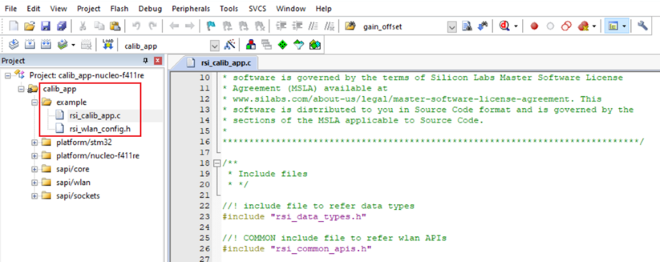 File Edit View Project Flash Debug Peripherals Tools SVCS Window Help
gain_offset
LOAD calib_app
Project
rsi_calib_app.c
Project: calib_app-nucleo-f411re
calib_app
example
rsi_calib_app.c
rsi_wlan_config.h
platform/stm32
platform/nucleo-f411re
sapi/core
sapi/wlan
sapi/sockets
10 * software is governed by the terms of Silicon Labs Master Software License
11 * Agreement (MSLA) available at
12 * www.silabs.com/about-us/legal/master-software-license-agreement. This
13 * software is distributed to you in Source Code format and is governed by the
14 * sections of the MSLA applicable to Source Code.
15 *
16 ******************************************************************************/
17
18 /**
19 * Include files
20 * */
21
22 //! include file to refer data types
23 #include "rsi_data_types.h"
24
25 //! COMMON include file to refer wlan APIs
26 #include "rsi_common_apis.h"
27